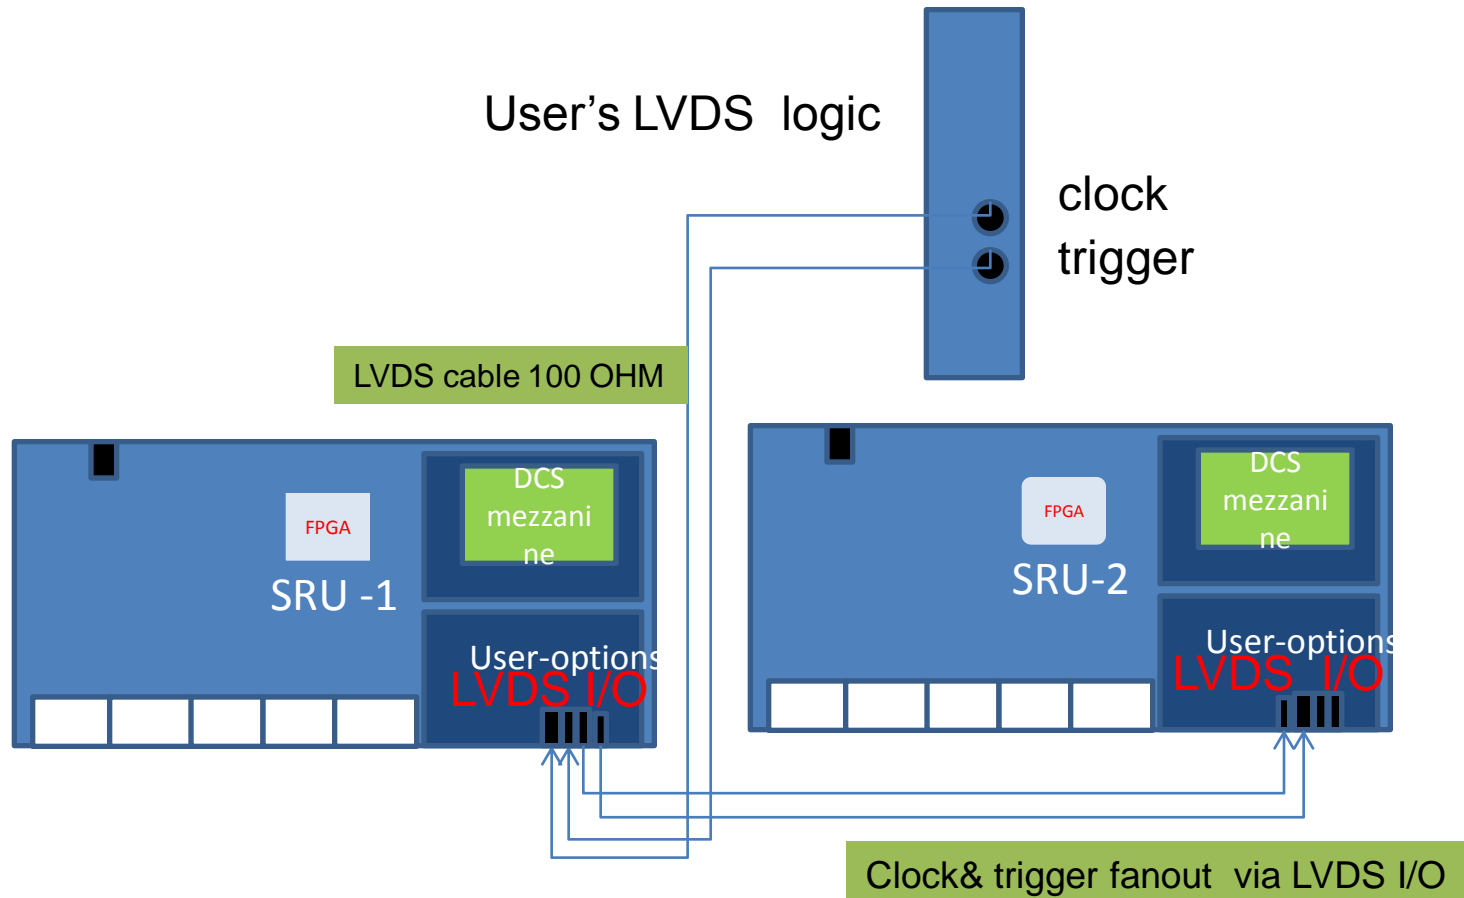 User’s LVDS  logic
clock
trigger
LVDS cable 100 OHM
DCS
mezzani
ne
FPGA
SRU -1
User-options
LVDS I/O
DCS
mezzani
ne
FPGA
SRU-2
User-options
LVDS  I/O
Clock& trigger fanout  via LVDS I/O